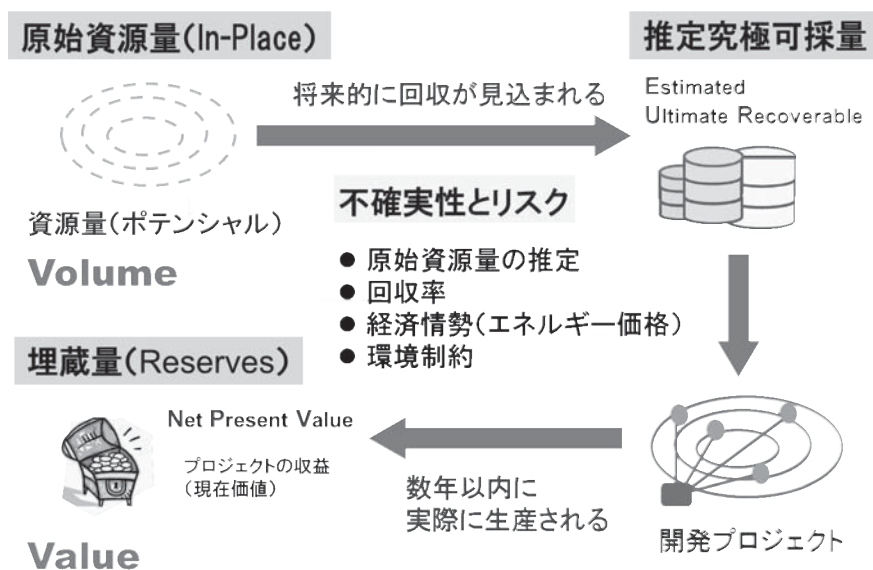 原始資源量(In-Place)
推定究極可採量
将来的に回収が見込まれる
Estimated
Ultimate Recoverable
資源量(ポテンシャル)
Volume
不確実性とリスク
● 原始資源量の推定
● 回収率
● 経済情勢(エネルギー価格)
● 環境制約
埋蔵量(Reserves)
Net Present Value
プロジェクトの収益
(現在価値)
Value
数年以内に
実際に生産される
開発プロジェクト